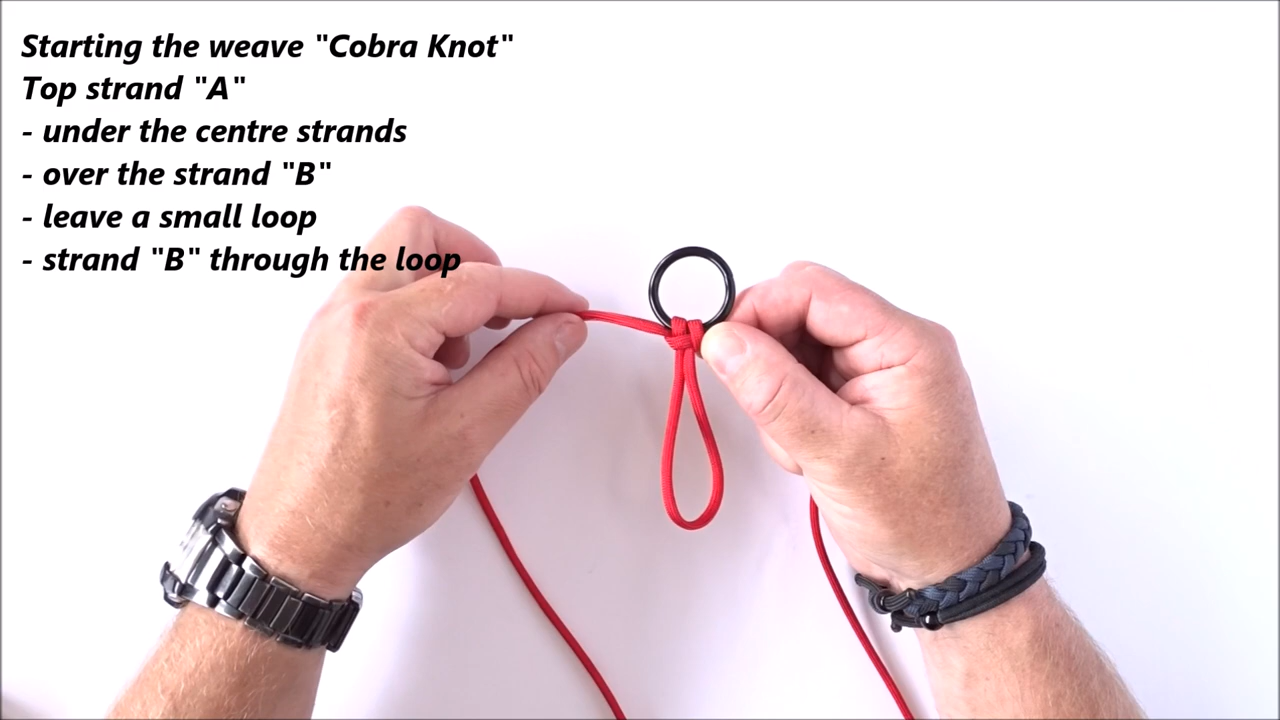 Starting the weave "Cobra Knot"
Top strand "A"
- under the centre strands
- over the strand "B"
- leave a small loop
- strand "B" through the loop